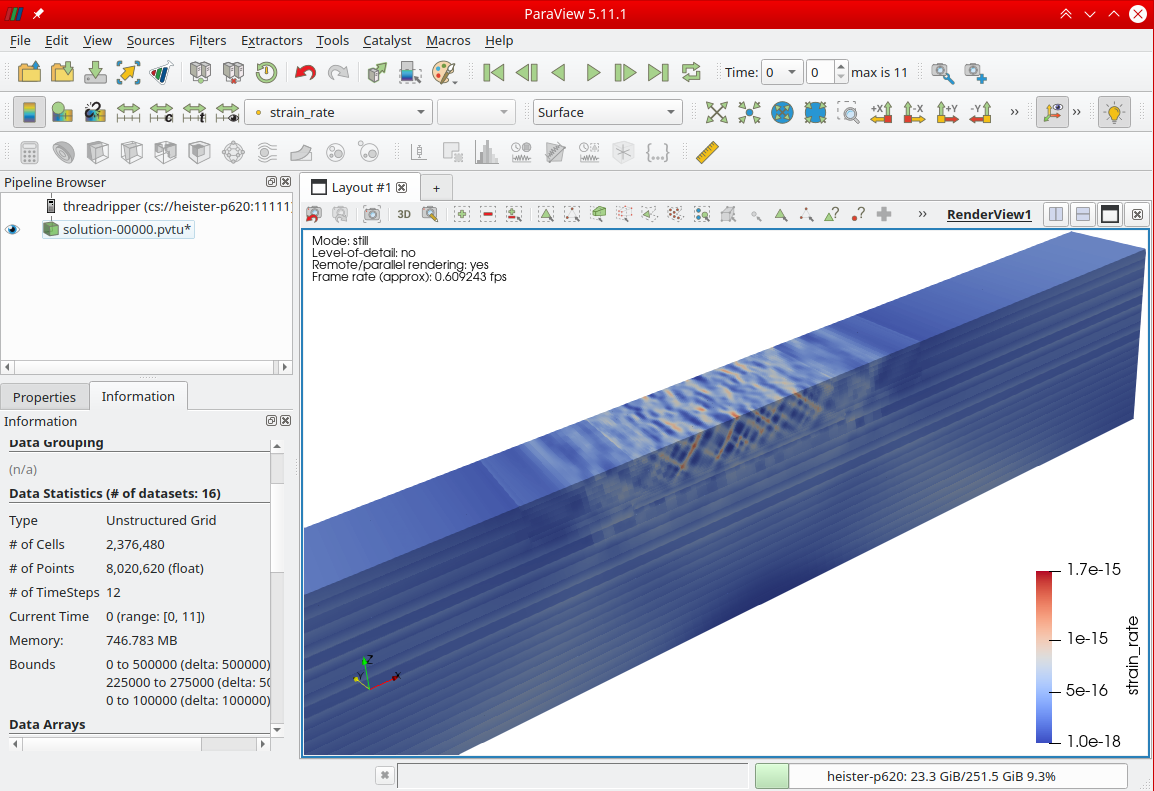 ParaView 5.11.1
File Edit View Sources Filters Extractors Tools Catalyst Macros Help
Time: 0 0 max is 11
strain_rate Surface
+X -X +Y -Y
Pipeline Browser
threadripper (cs://heister-p620:11111
solution-00000.pvtu*
Properties Information
Information
Data Grouping
(n/a)
Data Statistics (# of datasets: 16)
Type Unstructured Grid
# of Cells 2,376,480
# of Points 8,020,620 (float)
# of TimeSteps 12
Current Time 0 (range: [0, 11])
Memory: 746.783 MB
Bounds 0 to 500000 (delta: 500000)
225000 to 275000 (delta: 50
0 to 100000 (delta: 100000)
Data Arrays
Layout #1 +
3D RenderView1
Mode: still
Level-of-detail: no
Remote/parallel rendering: yes
Frame rate (approx): 0.609243 fps
Z
Y X
1.7e-15
1e-15
5e-16
1.0e-18
strain_rate
heister-p620: 23.3 GiB/251.5 GiB 9.3%